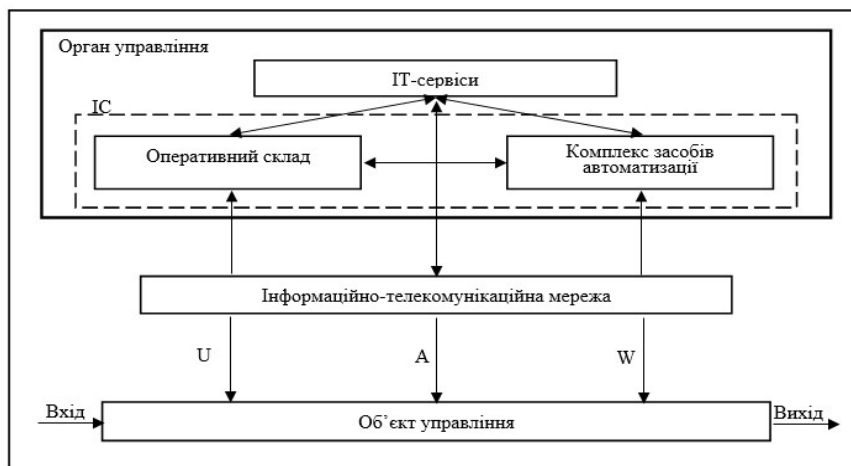 Орган управління
ІТ-сервіси
ІС
Оперативний склад
Комплекс засобів
автоматизації
Інформаційно-телекомунікаційна мережа
U
A
W
Вхід
Об’єкт управління
Вихід